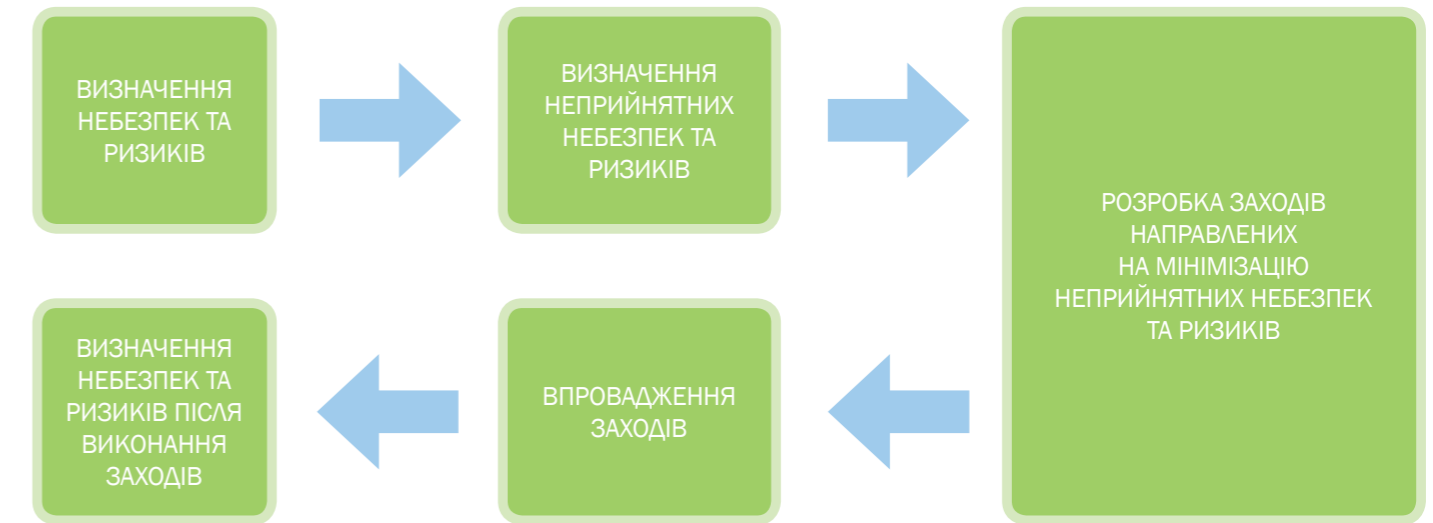 ВИЗНАЧЕННЯ
НЕБЕЗПЕК ТА
РИЗИКІВ
ВИЗНАЧЕННЯ
НЕПРИЙНЯТНИХ
НЕБЕЗПЕК ТА
РИЗИКІВ
РОЗРОБКА ЗАХОДІВ
НАПРАВЛЕНИХ
НА МІНІМІЗАЦІЮ
НЕПРИЙНЯТНИХ НЕБЕЗПЕК
ТА РИЗИКІВ
ВПРОВАДЖЕННЯ
ЗАХОДІВ
ВИЗНАЧЕННЯ
НЕБЕЗПЕК ТА
РИЗИКІВ ПІСЛЯ
ВИКОНАННЯ
ЗАХОДІВ